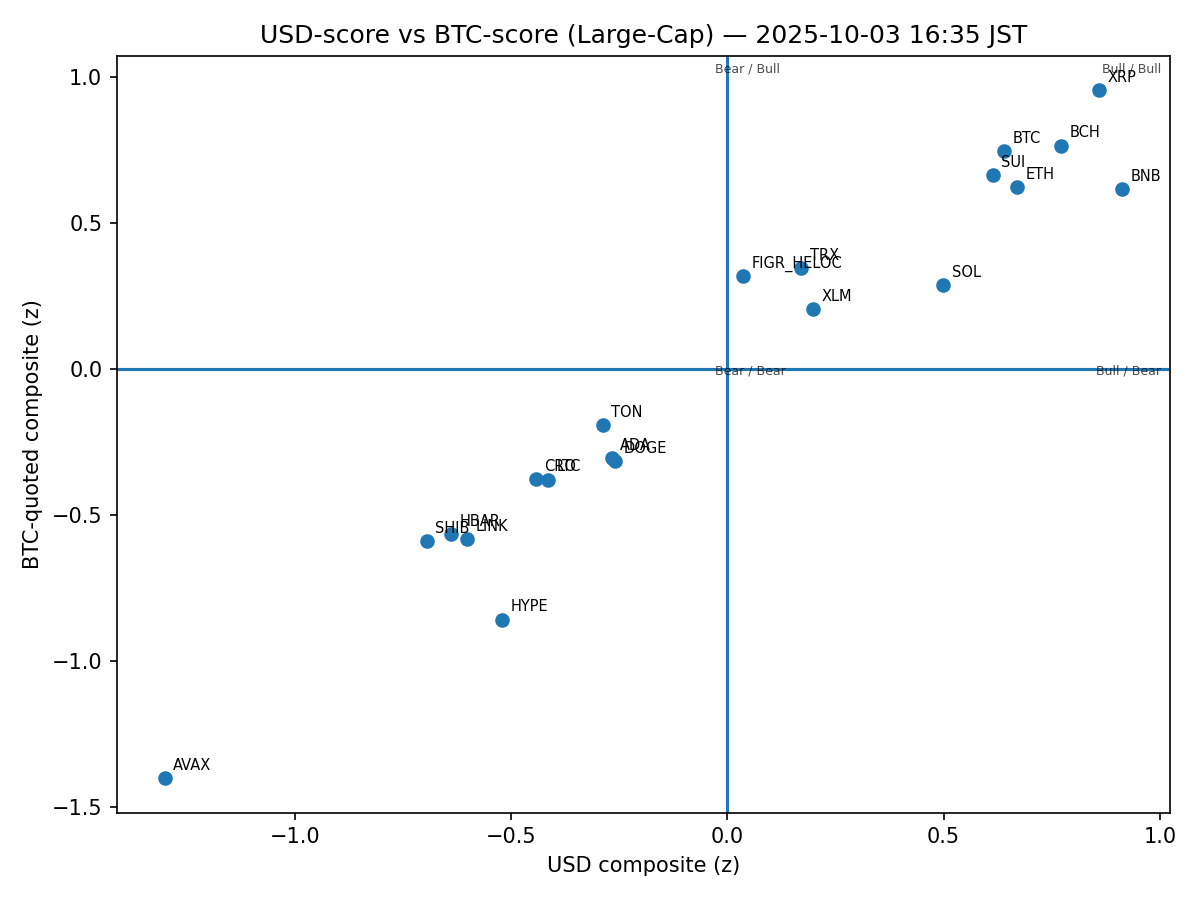 USD-score vs BTC-score (Large-Cap) — 2025-10-03 16:35 JST
Bear / Bull
Bull / Bull
XRP
BTC
BCH
SUI
ETH
BNB
TRX
FIGR_HELOC
SOL
XLM
Bear / Bear
Bull / Bear
TON
ADA
DOGE
CRO
LTC
HBAR
LINK
SHIB
HYPE
AVAX
1.0
0.5
0.0
−0.5
−1.0
−1.5
BTC-quoted composite (z)
−1.0
−0.5
0.0
0.5
1.0
USD composite (z)